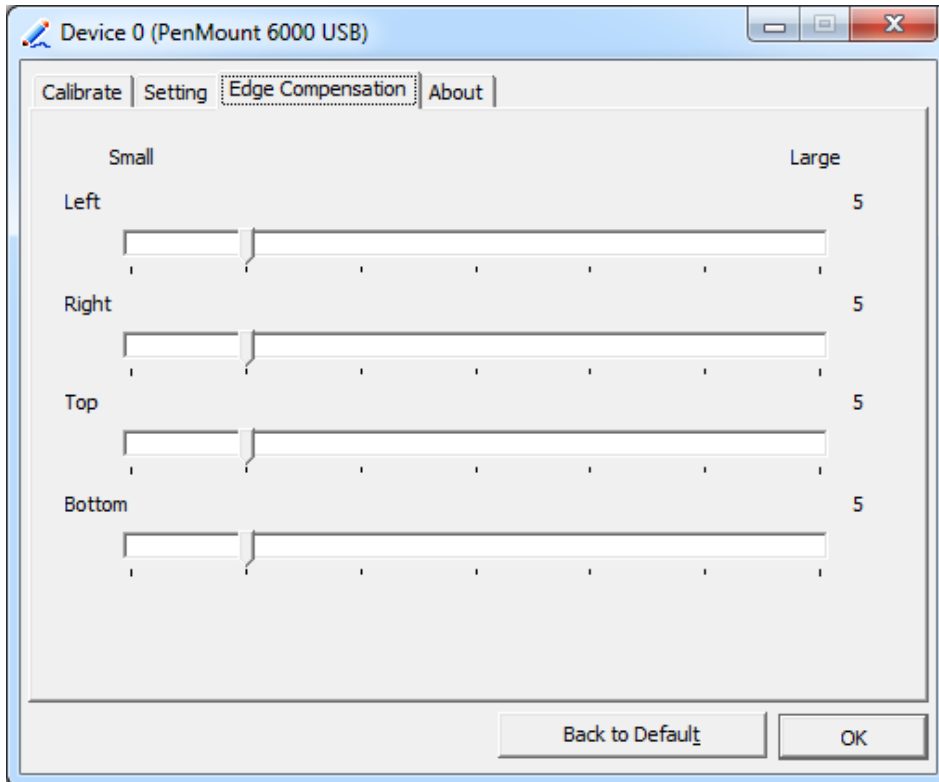 Device 0 (PenMount 6000 USB)
Calibrate Setting Edge Compensation About
Small Large
Left 5
Right 5
Top 5
Bottom 5
Back to Default OK